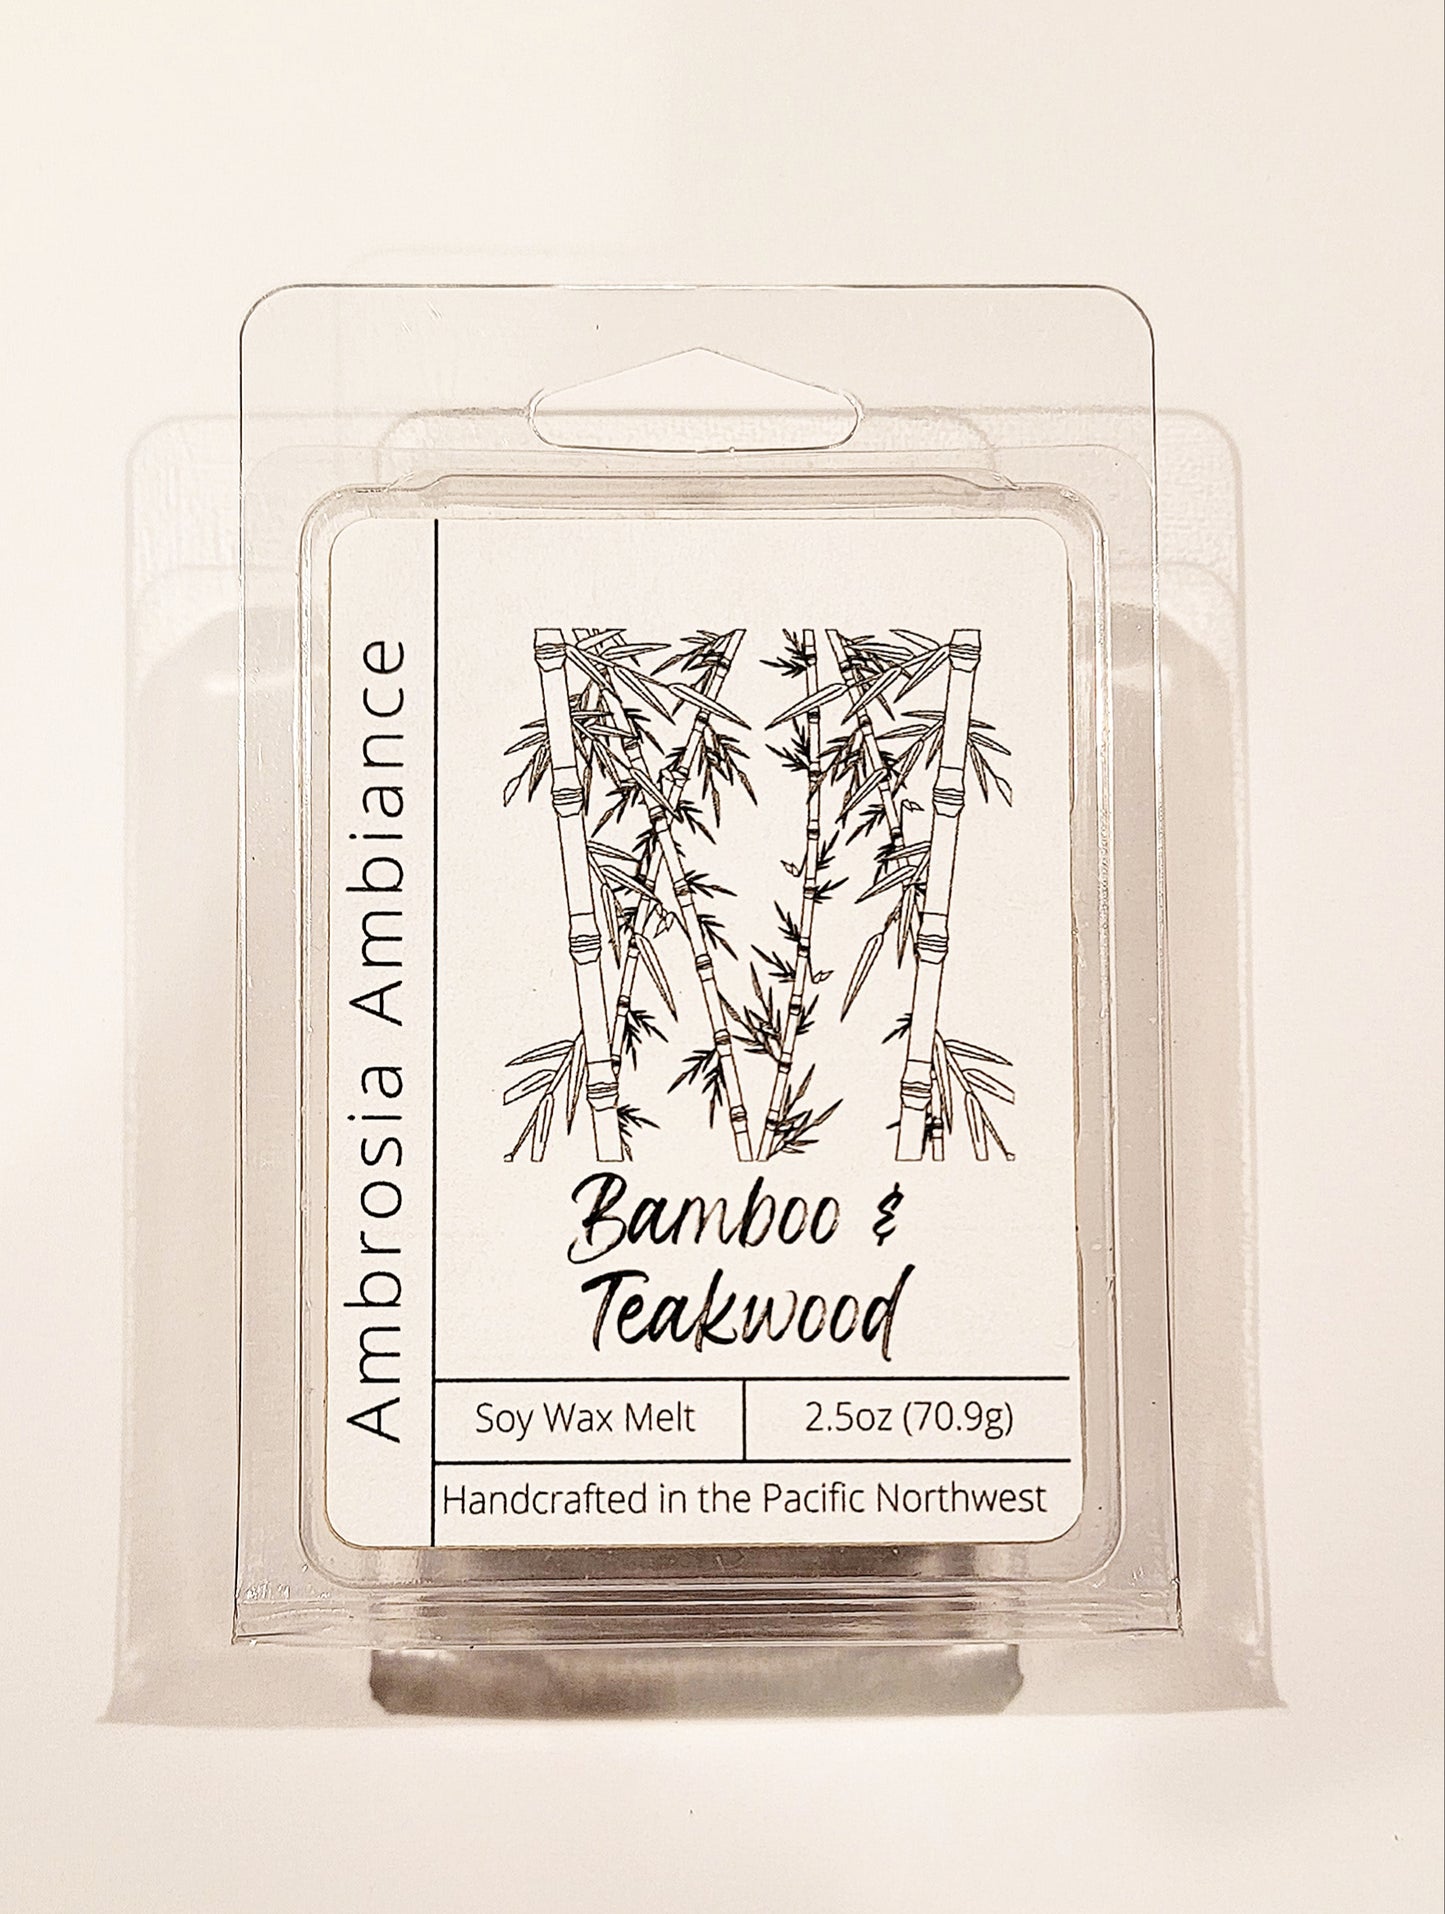 Ambrosia Ambiance
Bamboo &
Teakwood
Soy Wax Melt
2.5oz (70.9g)
Handcrafted in the Pacific Northwest